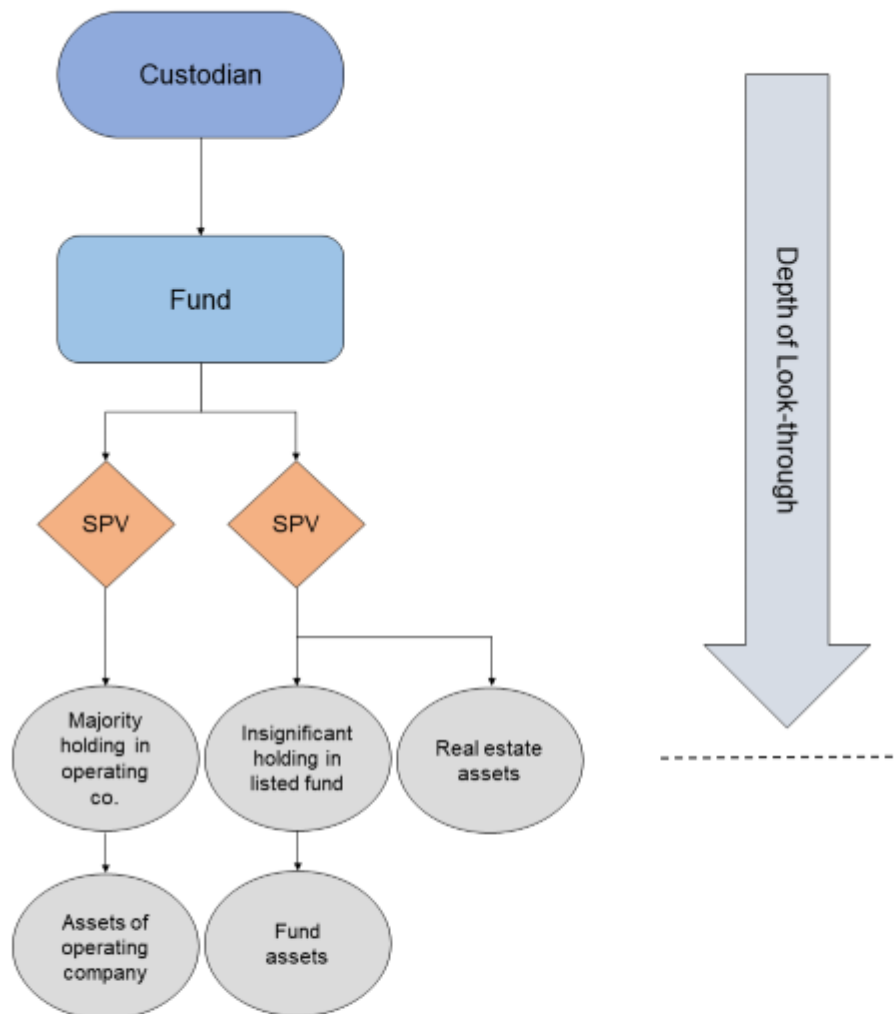 Custodian
Fund
Depth of Look-through
SPV
SPV
Majority
holding in
operating
co.
Insignificant
holding in
listed fund
Real estate
assets
Assets of
operating
company
Fund
assets